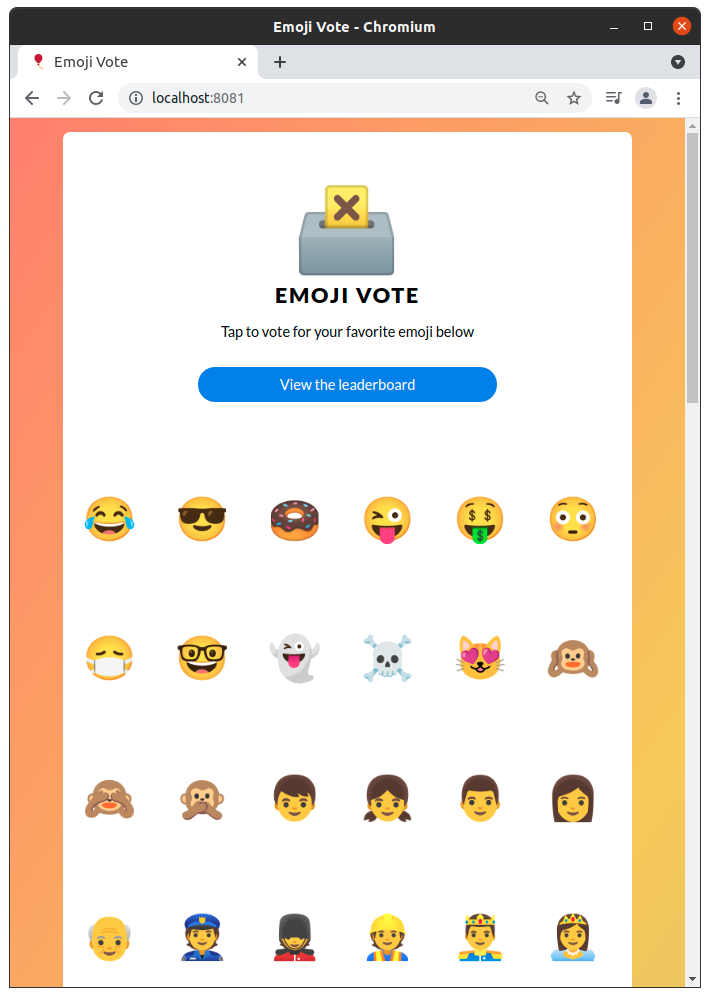 Emoji Vote - Chromium
Emoji Vote
localhost:8081
EMOJI VOTE
Tap to vote for your favorite emoji below
View the leaderboard